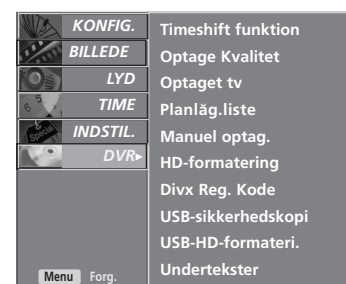 KONFIG.
BILLEDE
LYD
TIME
INDSTIL.
DVR
Timeshift funktion
Optage Kvalitet
Optaget tv
Planlăg.liste
Manuel optag.
HD-formatering
Divx Reg. Kode
USB-sikkerhedskopi
USB-HD-formateri.
Undertekster
Menu Forg.